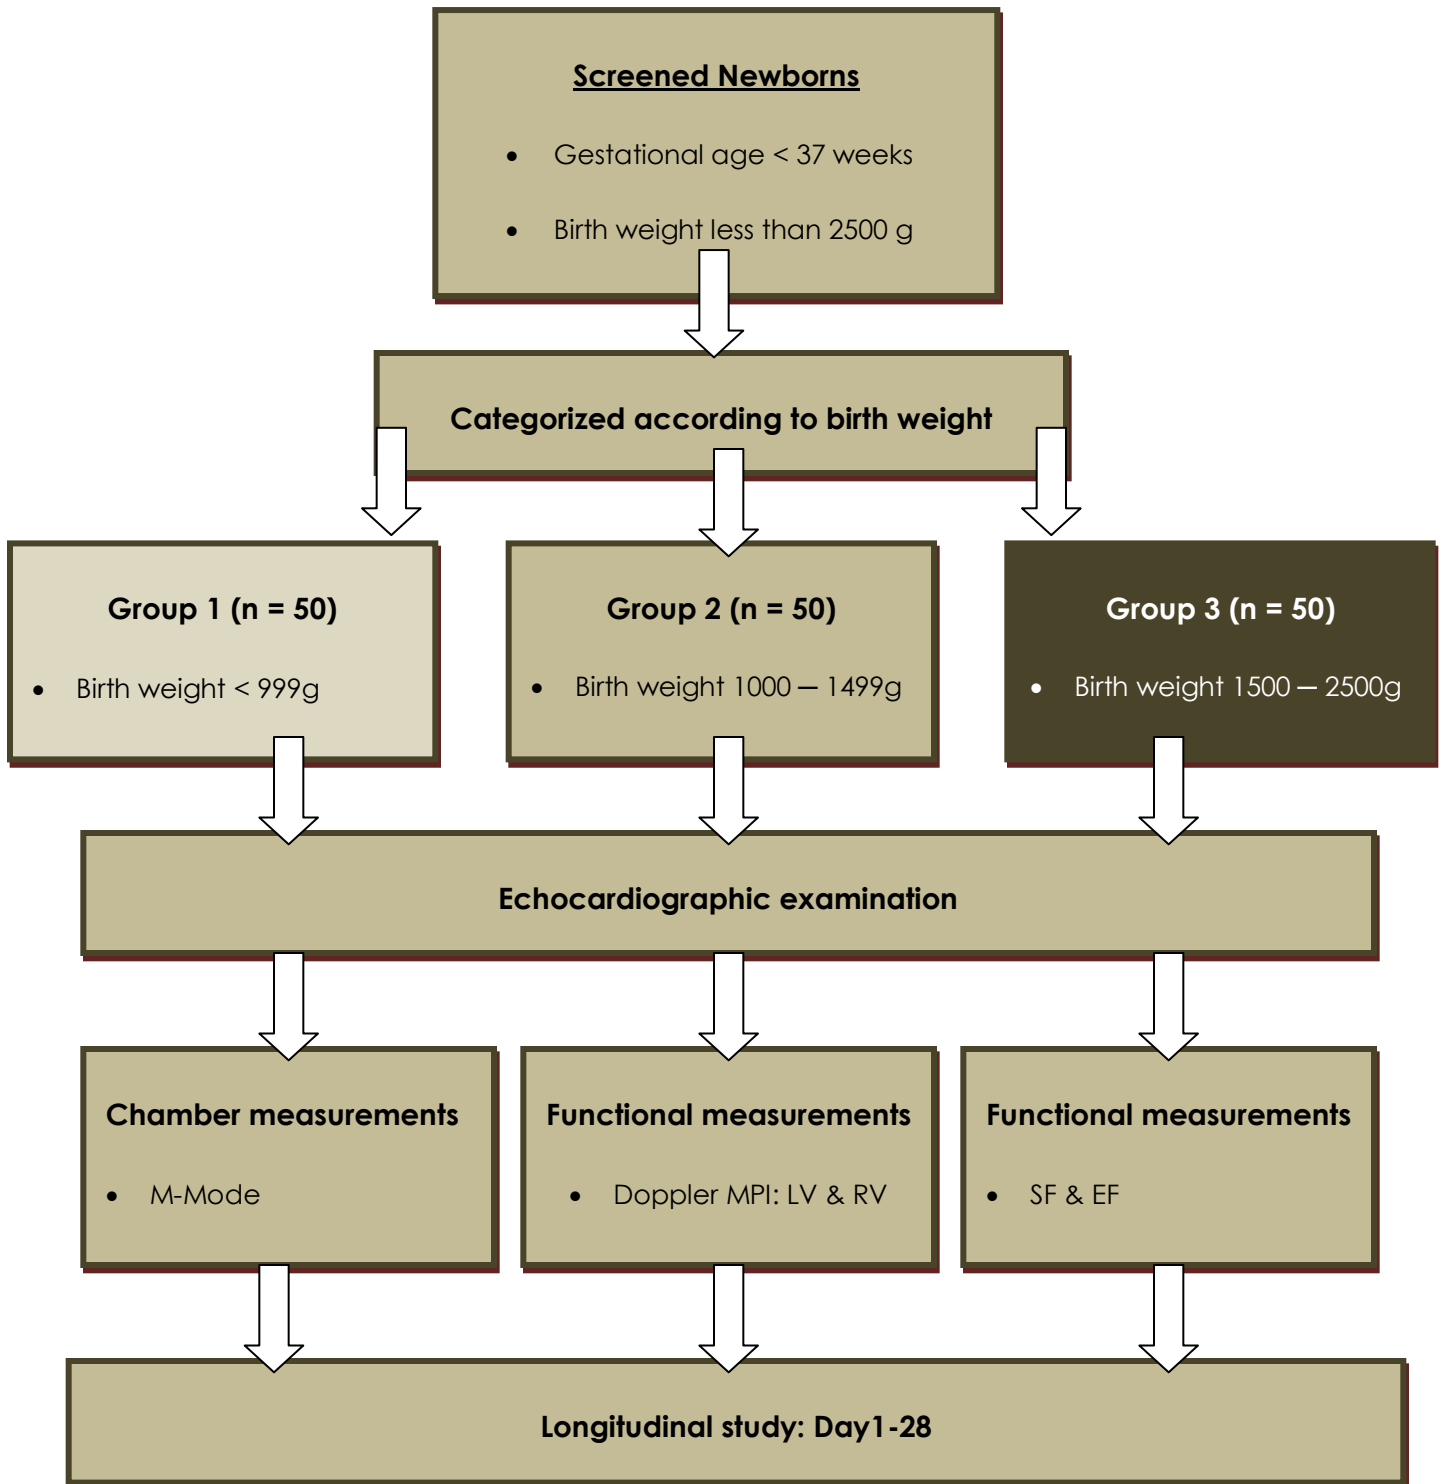 Screened Newborns
• Gestational age < 37 weeks
• Birth weight less than 2500 g
Categorized according to birth weight
Group 1 (n = 50)
• Birth weight < 999g
Group 2 (n = 50)
• Birth weight 1000 – 1499g
Group 3 (n = 50)
• Birth weight 1500 – 2500g
Echocardiographic examination
Chamber measurements
• M-Mode
Functional measurements
• Doppler MPI: LV & RV
Functional measurements
• SF & EF
Longitudinal study: Day1-28